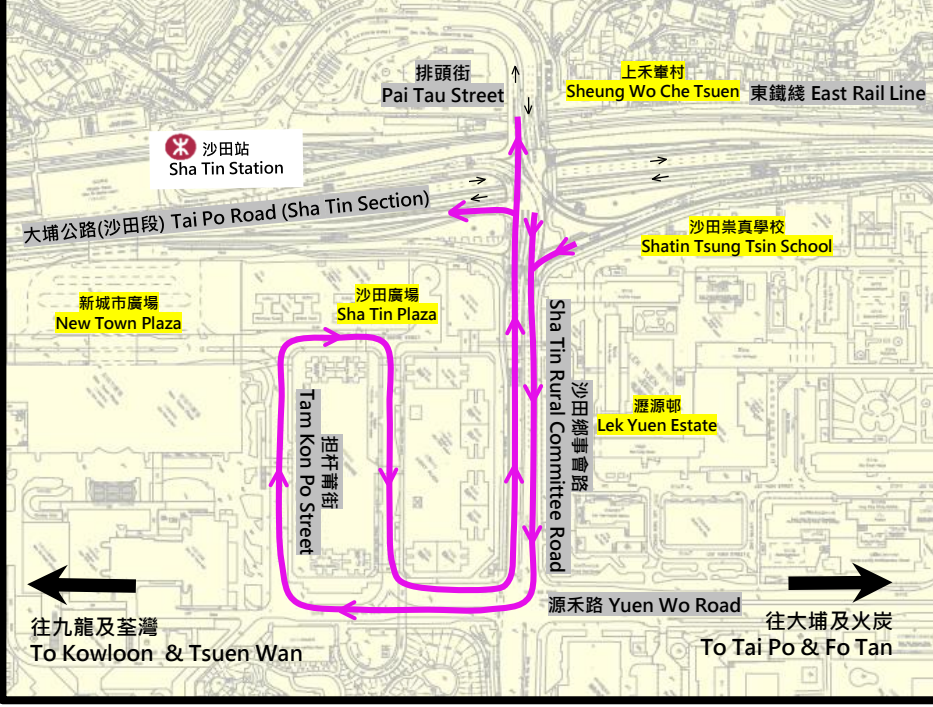 排頭街
Pai Tau Street
上禾輋村
Sheung Wo Che Tsuen
東鐵綫 East Rail Line
沙田站
Sha Tin Station
大埔公路(沙田段) Tai Po Road (Sha Tin Section)
沙田崇真學校
Shatin Tsung Tsin School
新城市廣場
New Town Plaza
沙田廣場
Sha Tin Plaza
沙田鄉事會路
Sha Tin Rural Committee Road
瀝源邨
Lek Yuen Estate
担杆莆街
Tam Kon Po Street
源禾路 Yuen Wo Road
往九龍及荃灣
To Kowloon & Tsuen Wan
往大埔及火炭
To Tai Po & Fo Tan